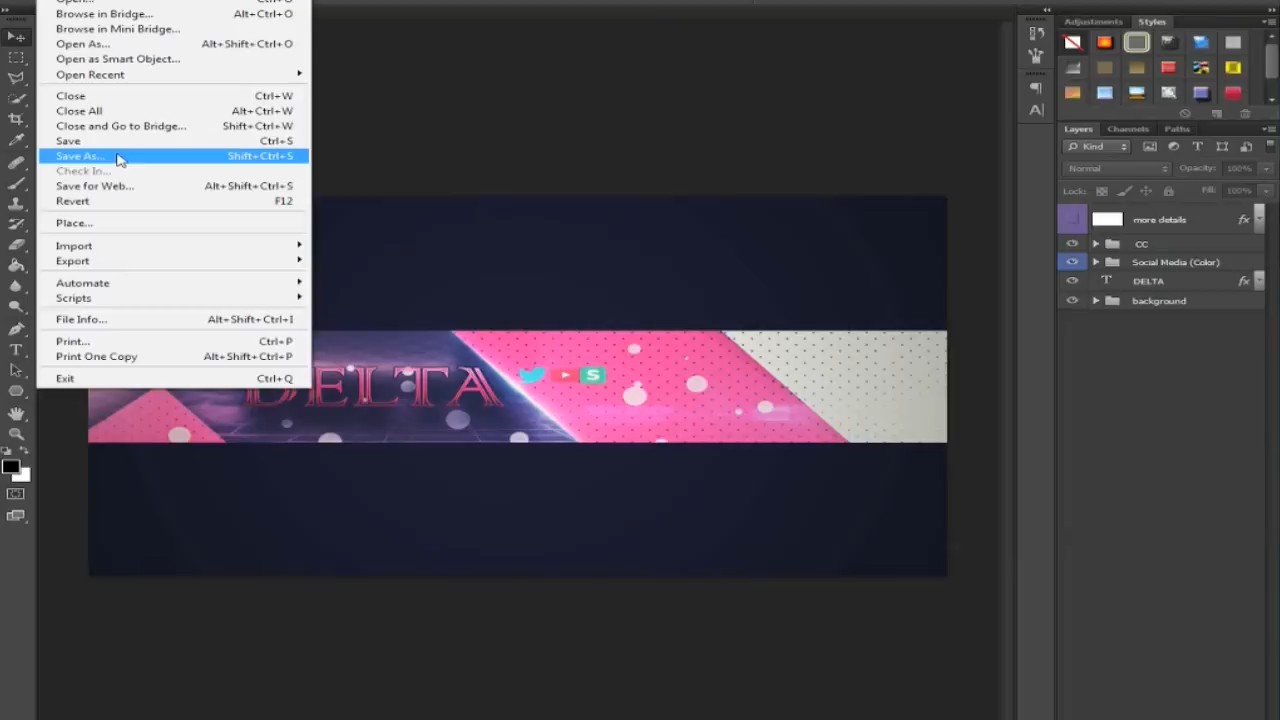 Open... Ctrl+O
Browse in Bridge... Alt+Ctrl+O
Browse in Mini Bridge...
Open As... Alt+Shift+Ctrl+O
Open as Smart Object...
Open Recent
Close Ctrl+W
Close All Alt+Ctrl+W
Close and Go to Bridge... Shift+Ctrl+W
Save Ctrl+S
Save As... Shift+Ctrl+S
Check In...
Save for Web... Alt+Shift+Ctrl+S
Revert F12
Place...
Import
Export
Automate
Scripts
File Info... Alt+Shift+Ctrl+I
Print... Ctrl+P
Print One Copy Alt+Shift+Ctrl+P
Exit Ctrl+Q
DELTA
S
Adjustments Styles
Layers Channels Paths
Kind
Normal Opacity: 100%
Lock: Fill: 100%
more details fx
CC
Social Media (Color)
T DELTA fx
background